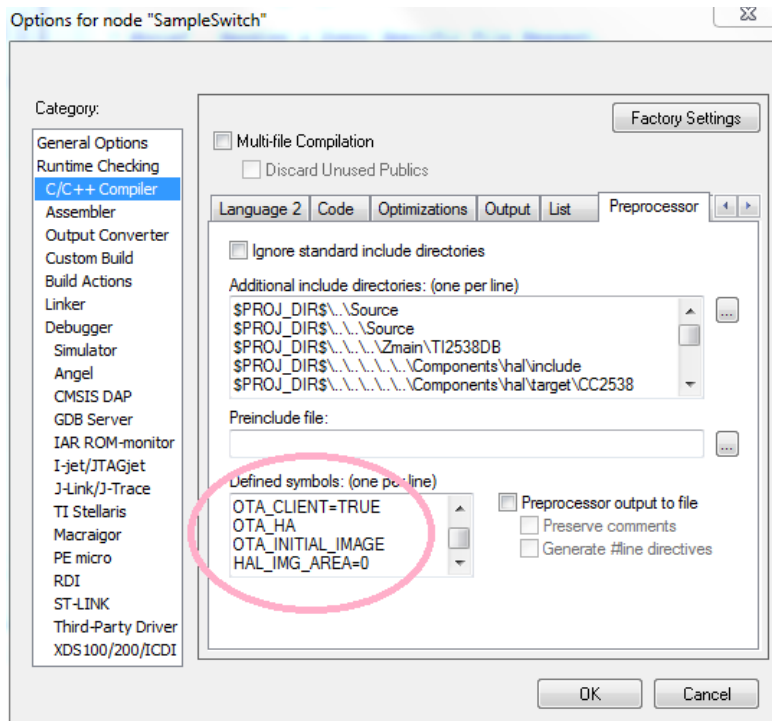 Options for node "SampleSwitch"
Category:
General Options
Runtime Checking
C/C++ Compiler
Assembler
Output Converter
Custom Build
Build Actions
Linker
Debugger
Simulator
Angel
CMSIS DAP
GDB Server
IAR ROM-monitor
I-jet/JTAGjet
J-Link/J-Trace
TI Stellaris
Macraigor
PE micro
RDI
ST-LINK
Third-Party Driver
XDS100/200/ICDI
Factory Settings
Multi-file Compilation
Discard Unused Publics
Language 2 Code Optimizations Output List Preprocessor
Ignore standard include directories
Additional include directories: (one per line)
$PROJ_DIR$\..\Source
$PROJ_DIR$\..\..\Source
$PROJ_DIR$\..\..\..\Zmain\TI2538DB
$PROJ_DIR$\..\..\..\..\..\Components\hal\include
$PROJ_DIR$\..\..\..\..\..\Components\hal\target\CC2538
...
Preinclude file:
...
Defined symbols: (one per line)
OTA_CLIENT=TRUE
OTA_HA
OTA_INITIAL_IMAGE
HAL_IMG_AREA=0
Preprocessor output to file
Preserve comments
Generate #line directives
OK Cancel